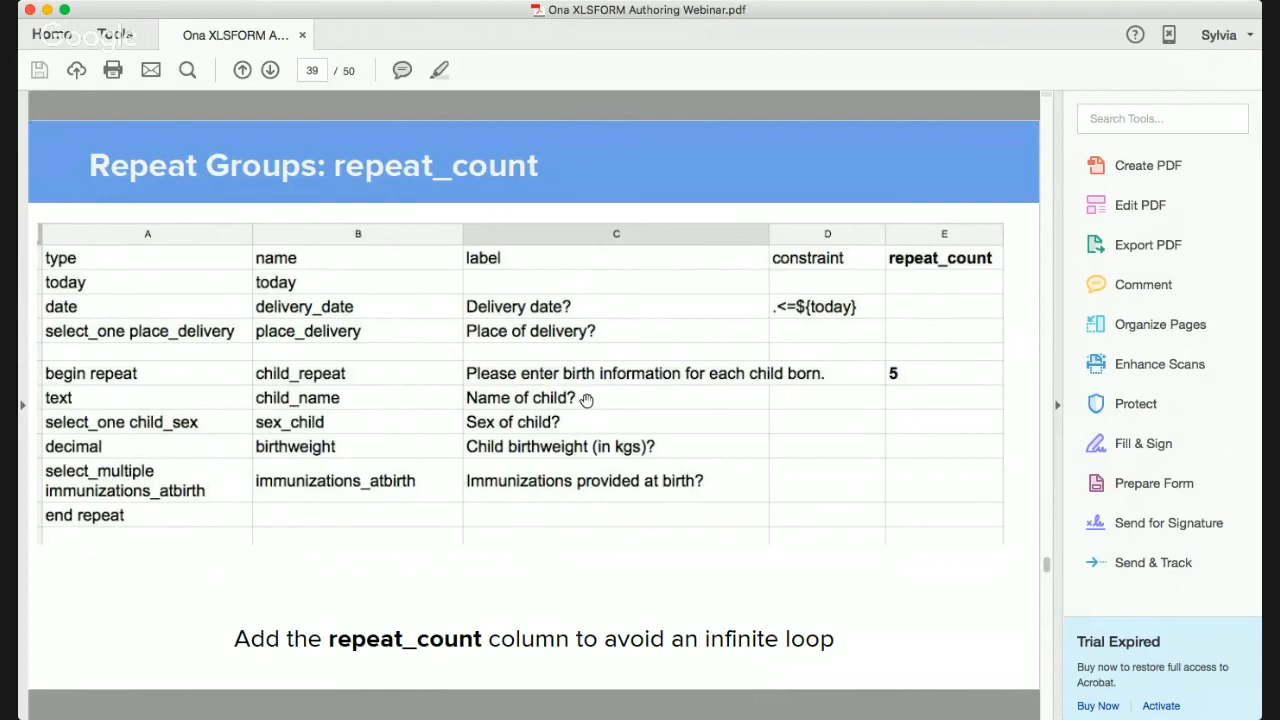 Ona XLSFORM Authoring Webinar.pdf
Home Tools Ona XLSFORM A... × ? Sylvia
Google
39 / 50
Search Tools...
Create PDF
Edit PDF
Export PDF
Comment
Organize Pages
Enhance Scans
Protect
Fill & Sign
Prepare Form
Send for Signature
Send & Track
Trial Expired
Buy now to restore full access to
Acrobat.
Buy Now Activate
Repeat Groups: repeat_count
A B C D E
type name label constraint repeat_count
today today
date delivery_date Delivery date? .<=${today}
select_one place_delivery place_delivery Place of delivery?
begin repeat child_repeat Please enter birth information for each child born. 5
text child_name Name of child?
select_one child_sex sex_child Sex of child?
decimal birthweight Child birthweight (in kgs)?
select_multiple
immunizations_atbirth immunizations_atbirth Immunizations provided at birth?
end repeat
Add the repeat_count column to avoid an infinite loop